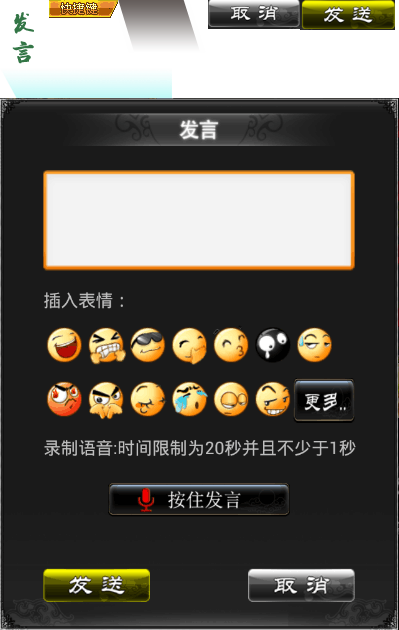 发言
快捷键
取消
发送
发言
插入表情：
更多..
录制语音:时间限制为20秒并且不少于1秒
按住发言
发送
取消